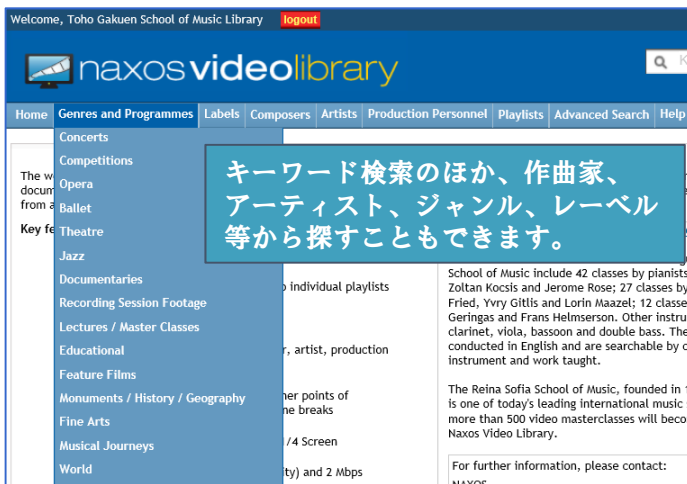 Welcome, Toho Gakuen School of Music Library logout
naxosvideolibrary
Home Genres and Programmes Labels Composers Artists Production Personnel Playlists Advanced Search Help
Concerts
Competitions
Opera
Ballet
Theatre
Jazz
Documentaries
Recording Session Footage
Lectures / Master Classes
Educational
Feature Films
Monuments / History / Geography
Fine Arts
Musical Journeys
World
キーワード検索のほか、作曲家、
アーティスト、ジャンル、レーベル
等から探すこともできます。
The
from
Key
individual playlists
, artist, production
points of
breaks
/4 Screen
and 2 Mbps
School of Music include 42 classes by pianists
Zoltan Kocsis and Jerome Rose; 27 classes by
Fried, Yvry Gitlis and Lorin Maazel; 12 classe
Geringas and Frans Helmserson. Other instru
clarinet, viola, bassoon and double bass. The
conducted in English and are searchable by
instrument and work taught.
The Reina Sofia School of Music, founded in
is one of today's leading international music
more than 500 video masterclasses will beco
Naxos Video Library.
For further information, please contact:
NAXOS